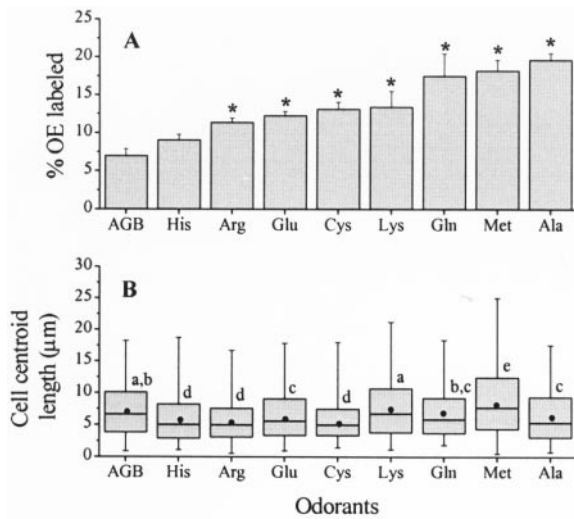 A
% OE labeled
25
20
15
10
5
0
* * * * * * *
AGB His Arg Glu Cys Lys Gln Met Ala
B
Cell centroid
length (μm)
30
25
20
15
10
5
0
a,b d d c d a b,c e c
AGB His Arg Glu Cys Lys Gln Met Ala
Odorants